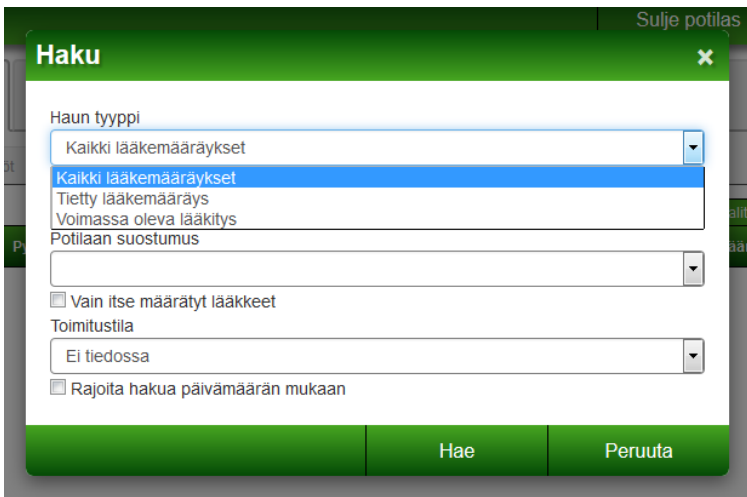 Sulje potilas
Haku
Haun tyyppi
Kaikki lääkemääräykset
Kaikki lääkemääräykset
Tietty lääkemääräys
Voimassa oleva lääkitys
Potilaan suostumus
Vain itse määrätyt lääkkeet
Toimitustila
Ei tiedossa
Rajoita hakua päivämäärän mukaan
Hae
Peruuta